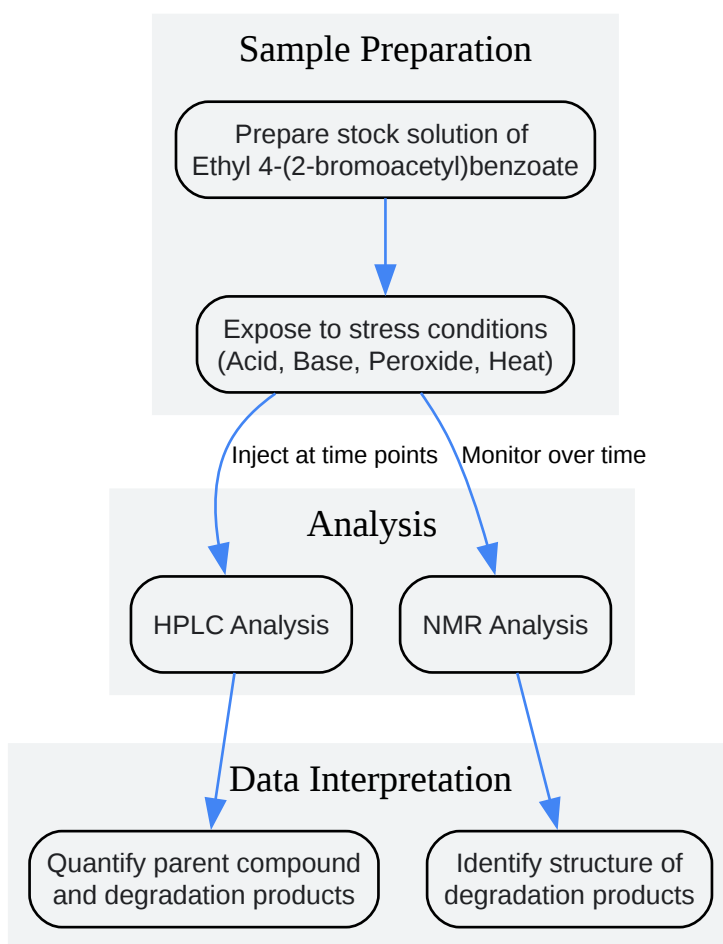 Sample Preparation
Prepare stock solution of
Ethyl 4-(2-bromoacetyl)benzoate
Expose to stress conditions
(Acid, Base, Peroxide, Heat)
Inject at time points
Monitor over time
Analysis
HPLC Analysis
NMR Analysis
Data Interpretation
Quantify parent compound
and degradation products
Identify structure of
degradation products